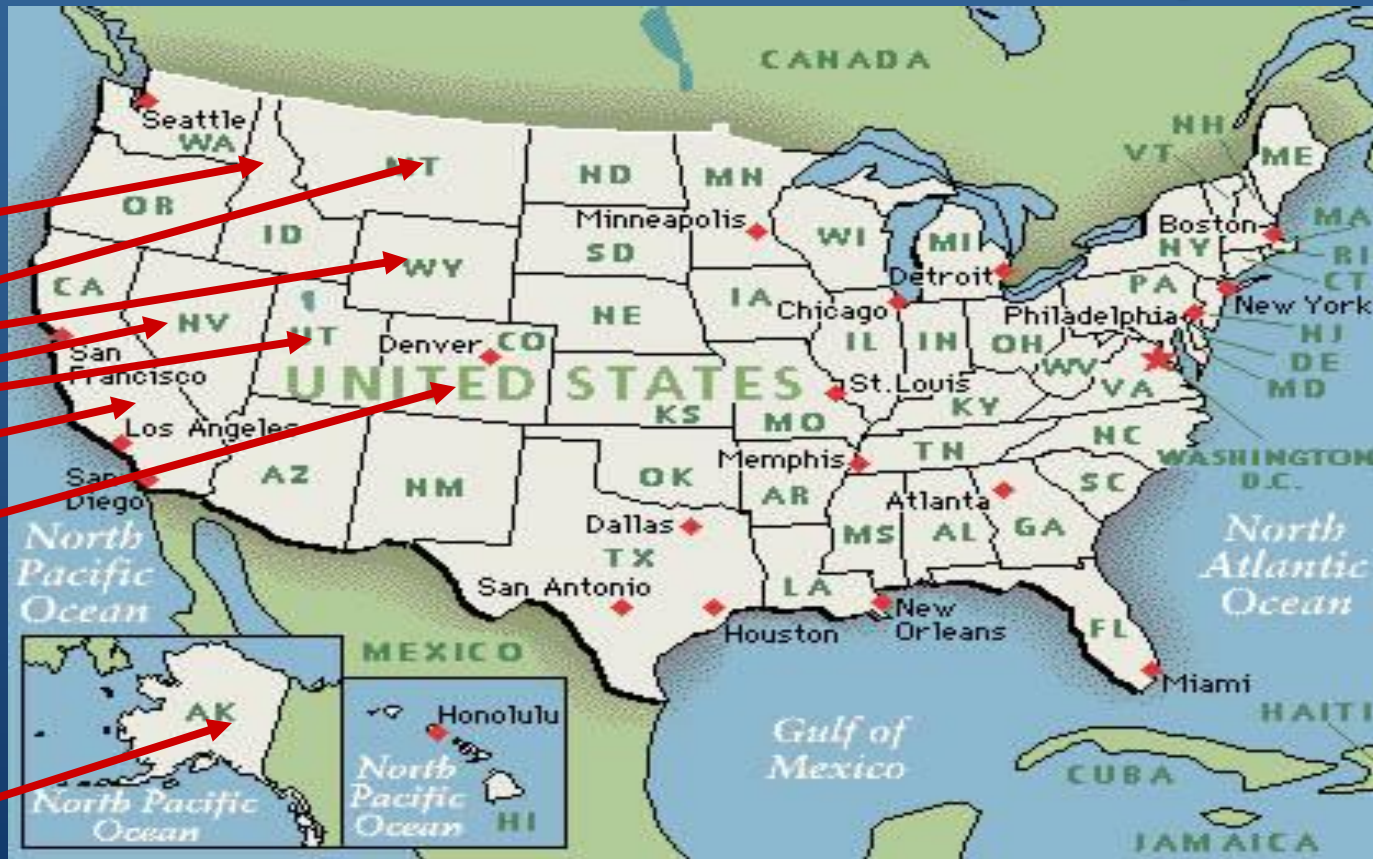 CANADA
Seattle
WA
MT
ND
MN
NH
VT
ME
OR
ID
Minneapolis
SD
WI
MI
Boston
MA
NY
RI
CT
WY
CA
NV
UT
NE
IA
Detroit
Chicago
PA
New York
Philadelphia
NJ
DE
MD
San
Francisco
Denver
CO
IL
IN
OH
WV
VA
UNITED STATES
St. Louis
KS
MO
KY
Los Angeles
NC
TN
Memphis
WASHINGTON
D.C.
San
Diego
AZ
NM
OK
AR
SC
Atlanta
MS
AL
GA
Dallas
TX
North
Pacific
Ocean
North
Atlantic
Ocean
San Antonio
LA
New
Orleans
Houston
FL
MEXICO
Miami
AK
Honolulu
HAITI
Gulf of
Mexico
North Pacific
Ocean
North
Pacific
Ocean
HI
CUBA
JAMAICA